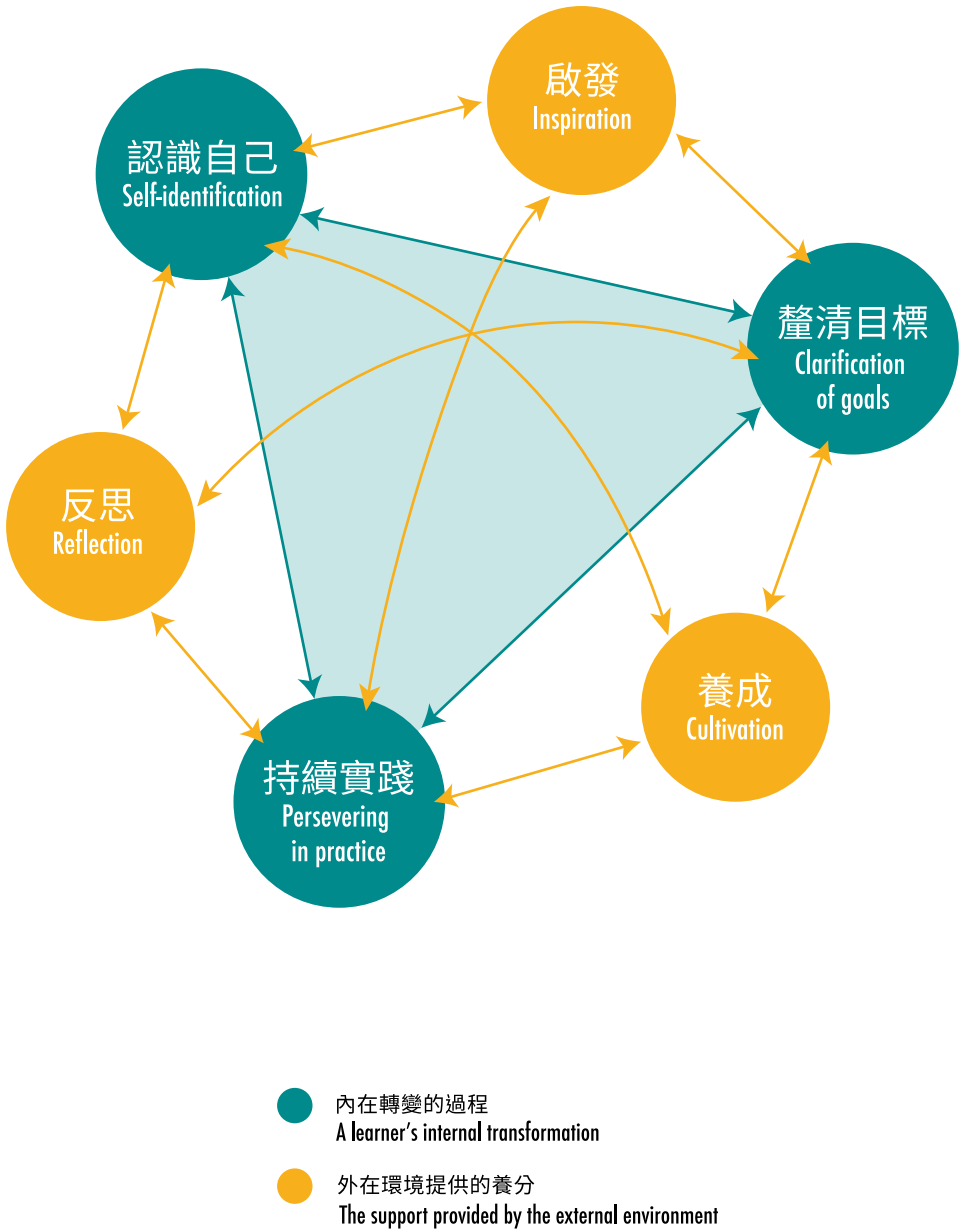 啟發
Inspiration
認識自己
Self-identification
釐清目標
Clarification
of goals
反思
Reflection
養成
Cultivation
持續實踐
Persevering
in practice
內在轉變的過程
A learner's internal transformation
外在環境提供的養分
The support provided by the external environment